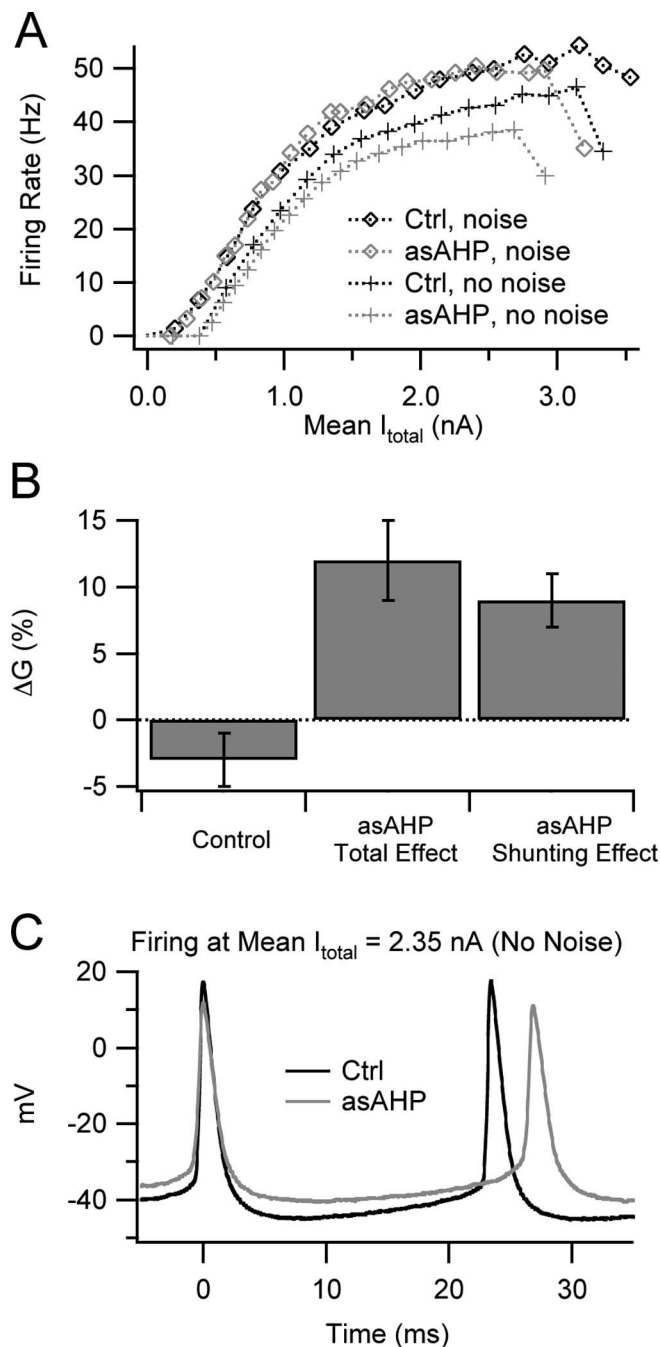 A
Firing Rate (Hz)
50
40
30
20
10
0
Ctrl, noise
asAHP, noise
Ctrl, no noise
asAHP, no noise
0.0 1.0 2.0 3.0
Mean Itotal (nA)
B
ΔG (%)
15
10
5
0
-5
Control
asAHP
Total Effect
asAHP
Shunting Effect
C
Firing at Mean Itotal = 2.35 nA (No Noise)
mV
20
0
-20
-40
Ctrl
asAHP
0 10 20 30
Time (ms)